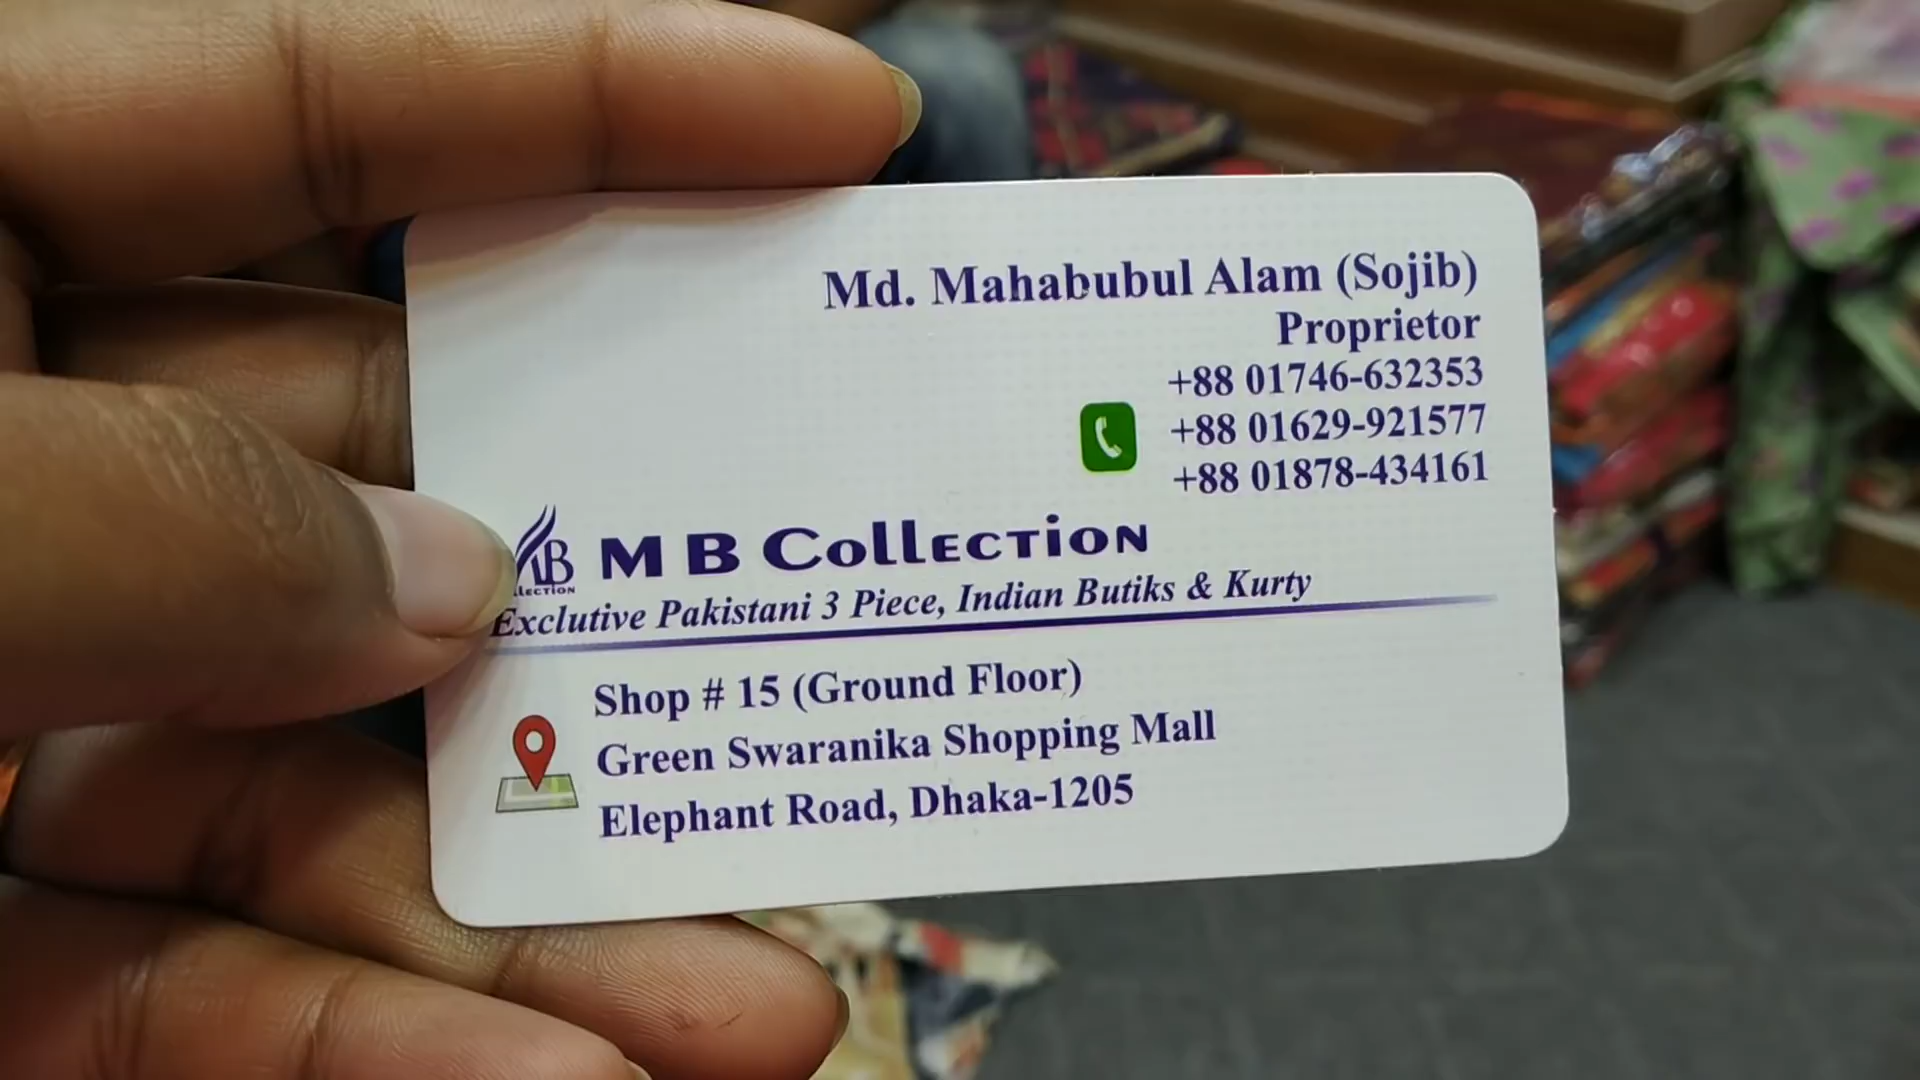 Md. Mahabubul Alam (Sojib)
Proprietor
+88 01746-632353
+88 01629-921577
+88 01878-434161
M B Collection
Exclutive Pakistani 3 Piece, Indian Butiks & Kurty
Shop # 15 (Ground Floor)
Green Swaranika Shopping Mall
Elephant Road, Dhaka-1205